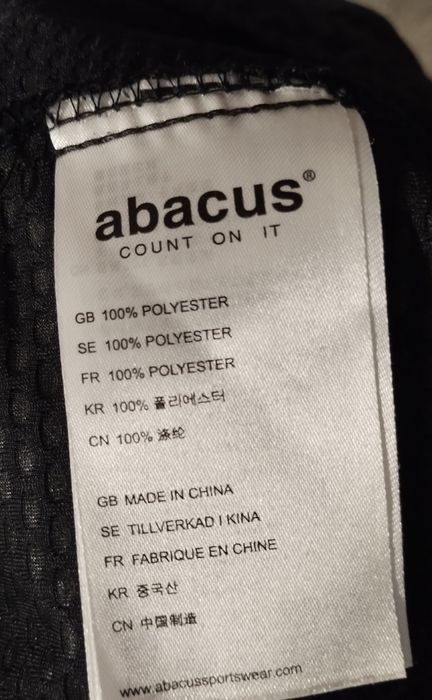 abacus®
COUNT ON IT
GB 100% POLYESTER
SE 100% POLYESTER
FR 100% POLYESTER
KR 100% 폴리에스터
CN 100% 涤纶
GB MADE IN CHINA
SE TILLVERKAD I KINA
FR FABRIQUE EN CHINE
KR 중국산
CN 中国制造
www.abacussportswear.com